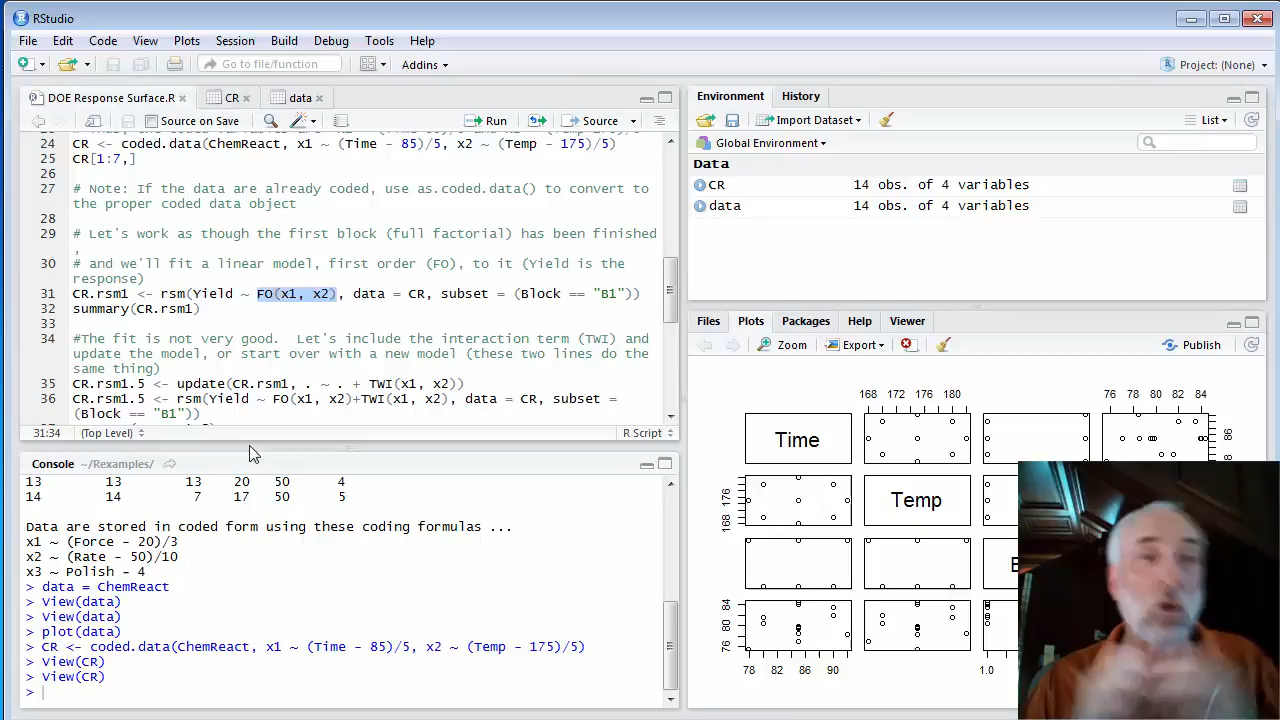 RStudio
File Edit Code View Plots Session Build Debug Tools Help
Go to file/function Addins Project: (None)
DOE Response Surface.R CR data
Source on Save Run Source
24 CR <- coded.data(ChemReact, x1 ~ (Time - 85)/5, x2 ~ (Temp - 175)/5)
25 CR[1:7,]
26
27 # Note: If the data are already coded, use as.coded.data() to convert to
the proper coded data object
28
29 # Let's work as though the first block (full factorial) has been finished
,
30 # and we'll fit a linear model, first order (FO), to it (Yield is the
response)
31 CR.rsm1 <- rsm(Yield ~ FO(x1, x2), data = CR, subset = (Block == "B1"))
32 summary(CR.rsm1)
33
34 #The fit is not very good. Let's include the interaction term (TWI) and
update the model, or start over with a new model (these two lines do the
same thing)
35 CR.rsm1.5 <- update(CR.rsm1, . ~ . + TWI(x1, x2))
36 CR.rsm1.5 <- rsm(Yield ~ FO(x1, x2)+TWI(x1, x2), data = CR, subset =
(Block == "B1"))
31:34 (Top Level) R Script
Console ~/Rexamples/
13 13 13 20 50 4
14 14 7 17 50 5
Data are stored in coded form using these coding formulas ...
x1 ~ (Force - 20)/3
x2 ~ (Rate - 50)/10
x3 ~ Polish - 4
> data = ChemReact
> View(data)
> View(data)
> plot(data)
> CR <- coded.data(ChemReact, x1 ~ (Time - 85)/5, x2 ~ (Temp - 175)/5)
> View(CR)
> View(CR)
>
Environment History
Import Dataset List
Global Environment
Data
CR 14 obs. of 4 variables
data 14 obs. of 4 variables
Files Plots Packages Help Viewer
Zoom Export Publish
168 172 176 180 76 78 80 82 84
Time
86
Temp
168 176
76 80 84
78 82 86 90 1.0